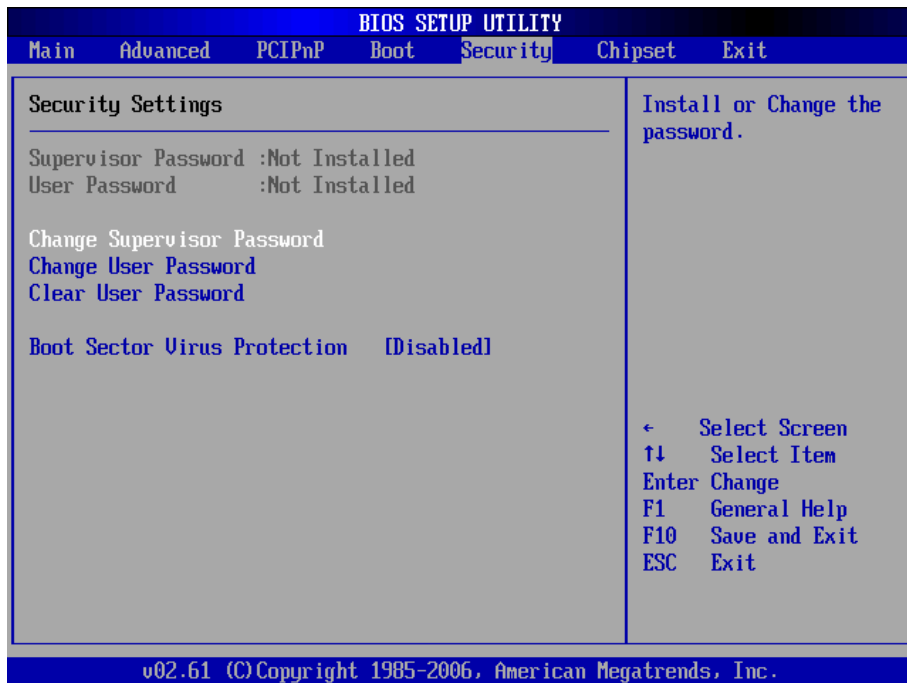 BIOS SETUP UTILITY
Main Advanced PCIPnP Boot Security Chipset Exit
Security Settings
Supervisor Password :Not Installed
User Password :Not Installed
Change Supervisor Password
Change User Password
Clear User Password
Boot Sector Virus Protection [Disabled]
Install or Change the
password.
← Select Screen
↑↓ Select Item
Enter Change
F1 General Help
F10 Save and Exit
ESC Exit
v02.61 (C)Copyright 1985-2006, American Megatrends, Inc.